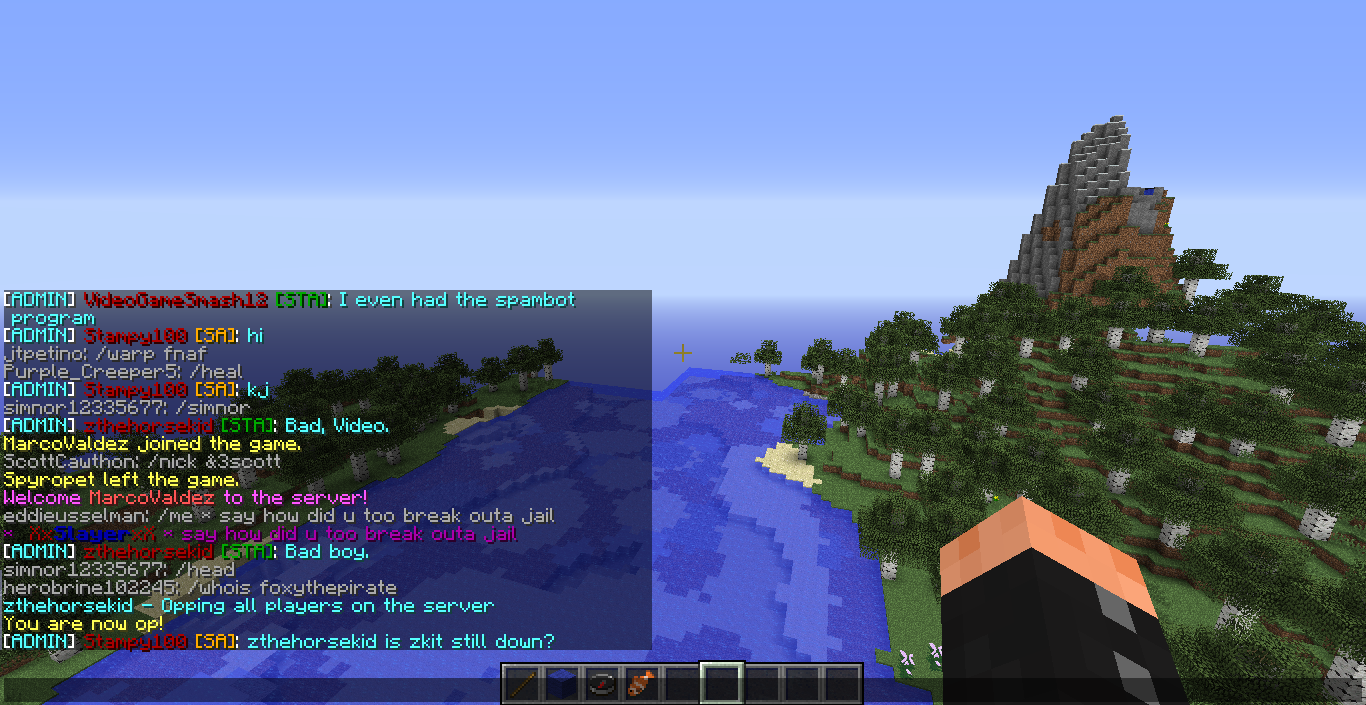 [ADMIN] VideoGameSmash12 [STA]: I even had the spambot
program
[ADMIN] Stampy100 [SA]: hi
jtpetino: /warp fnaf
Purple_Creeper5: /heal
[ADMIN] Stampy100 [SA]: kj
simnor12335677: /simnor
[ADMIN] zthehorsekid [STA]: Bad, Video.
MarcoValdez joined the game.
ScottCawthon: /nick &3scott
Spyropet left the game.
Welcome MarcoValdez to the server!
eddieusselman: /me * say how did u too break outa jail
* XxSlayerxX * say how did u too break outa jail
[ADMIN] zthehorsekid [STA]: Bad boy.
simnor12335677: /head
herobrine102245: /whois foxythepirate
zthehorsekid - Opping all players on the server
You are now op!
[ADMIN] Stampy100 [SA]: zthehorsekid is zkit still down?